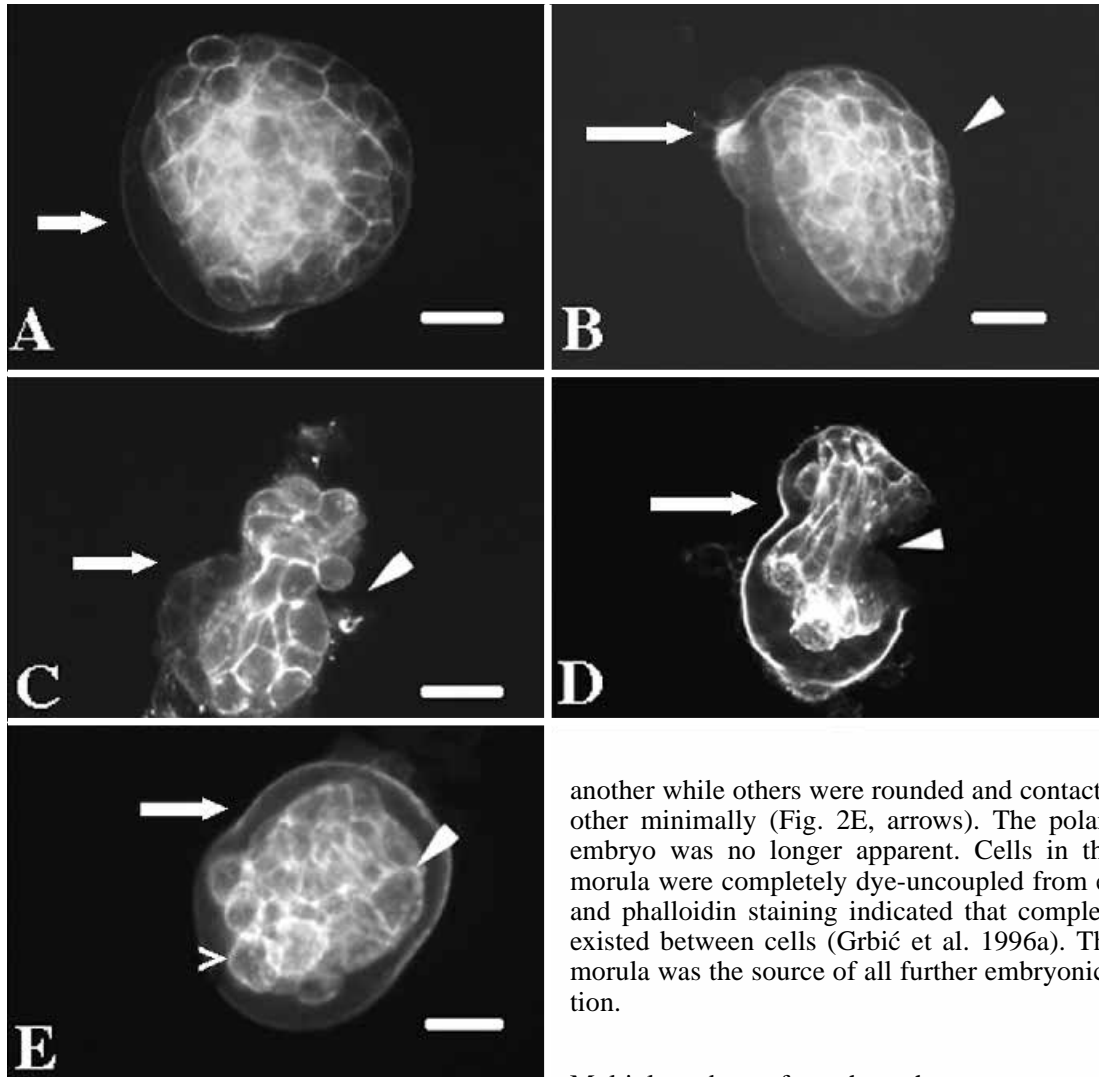 A
B
C
D
E
another while others were rounded and contact
other minimally (Fig. 2E, arrows). The polar
embryo was no longer apparent. Cells in th
morula were completely dye-uncoupled from
and phalloidin staining indicated that comple
existed between cells (Grbić et al. 1996a). Th
morula was the source of all further embryonic
tion.